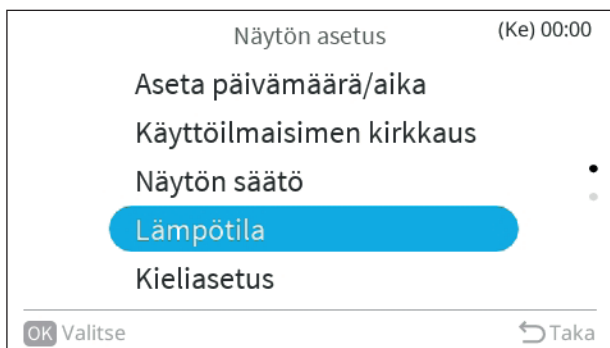 Näytön asetus
(Ke) 00:00
Aseta päivämäärä/aika
Käyttöilmaisimen kirkkaus
Näytön säätö
Lämpötila
Kieliasetus
OK Valitse
Taka